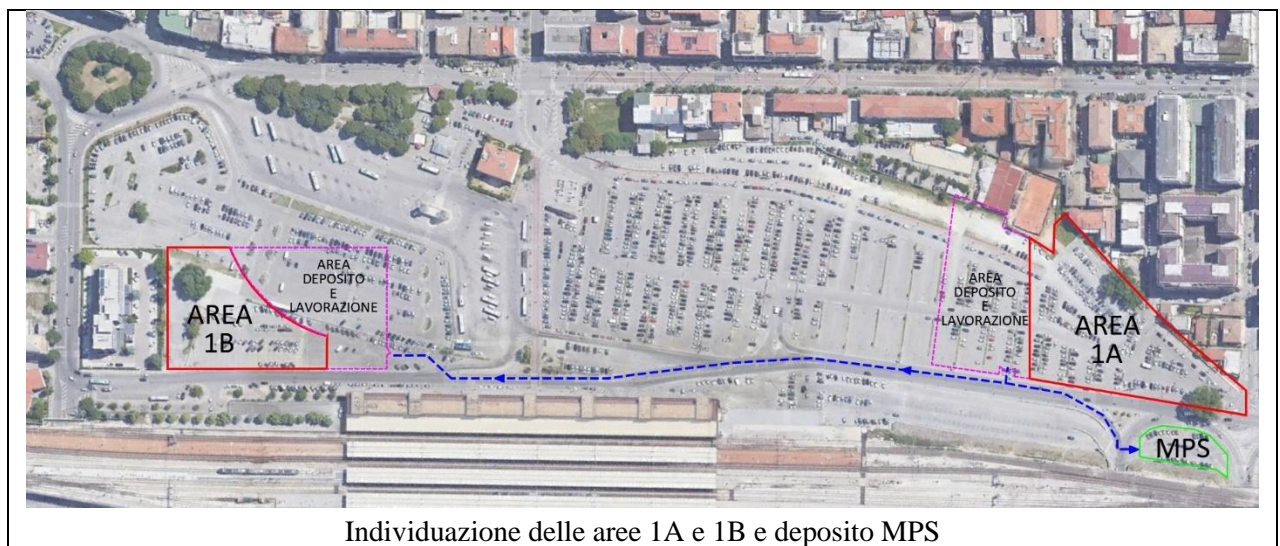 AREA
DEPOSITO
E
LAVORAZIONE
AREA
1B
AREA
DEPOSITO
E
LAVORAZIONE
AREA
1A
MPS
Individuazione delle aree 1A e 1B e deposito MPS